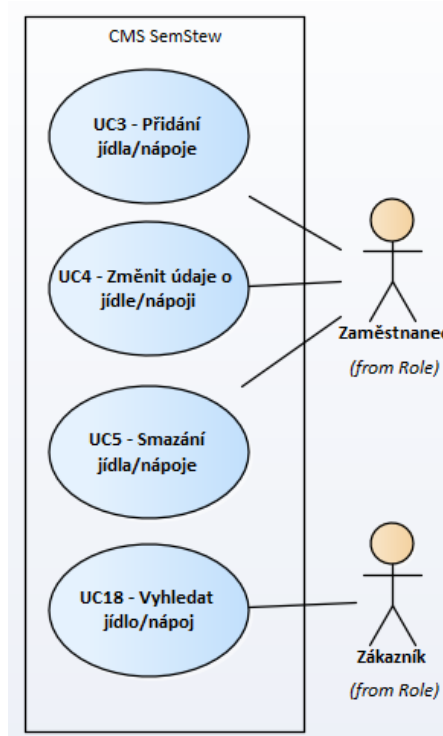 CMS SemStew
UC3 - Přidání
jídla/nápoje
UC4 - Změnit údaje o
jídle/nápoji
Zaměstnanec
(from Role)
UC5 - Smazání
jídla/nápoje
UC18 - Vyhledat
jídlo/nápoj
Zákazník
(from Role)